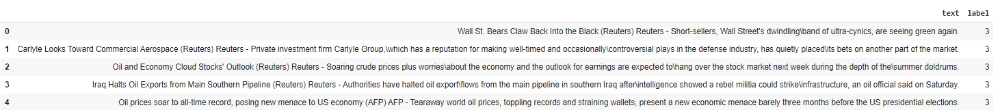 text label
0 Wall St. Bears Claw Back Into the Black (Reuters) Reuters - Short-sellers, Wall Street's dwindling\band of ultra-cynics, are seeing green again. 3
1 Carlyle Looks Toward Commercial Aerospace (Reuters) Reuters - Private investment firm Carlyle Group,\which has a reputation for making well-timed and occasionally\controversial plays in the defense industry, has quietly placed\its bets on another part of the market. 3
2 Oil and Economy Cloud Stocks' Outlook (Reuters) Reuters - Soaring crude prices plus worries\about the economy and the outlook for earnings are expected to\hang over the stock market next week during the depth of the\summer doldrums. 3
3 Iraq Halts Oil Exports from Main Southern Pipeline (Reuters) Reuters - Authorities have halted oil export\flows from the main pipeline in southern Iraq after\intelligence showed a rebel militia could strike\infrastructure, an oil official said on Saturday. 3
4 Oil prices soar to all-time record, posing new menace to US economy (AFP) AFP - Tearaway world oil prices, toppling records and straining wallets, present a new economic menace barely three months before the US presidential elections. 3